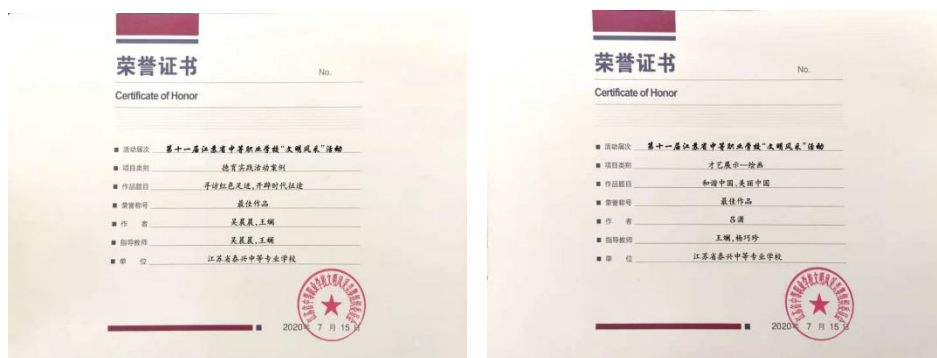 荣誉证书
No.
Certificate of Honor
■ 活动届次 第十一届江苏省中等职业学校“文明风采”活动
■ 项目类别 德育实践活动案例
■ 作品题目 寻访红色足迹,开辟时代征途
■ 荣誉称号 最佳作品
■ 作 者 吴晨晨,王姗
■ 指导教师 吴晨晨,王姗
■ 单 位 江苏省泰兴中等专业学校
2020年 7 月 15 日
荣誉证书
No.
Certificate of Honor
■ 活动届次 第十一届江苏省中等职业学校“文明风采”活动
■ 项目类别 才艺展示—绘画
■ 作品题目 和谐中国,美丽中国
■ 荣誉称号 最佳作品
■ 作 者 吕潇
■ 指导教师 王姗,杨巧珍
■ 单 位 江苏省泰兴中等专业学校
2020年 7 月 15 日